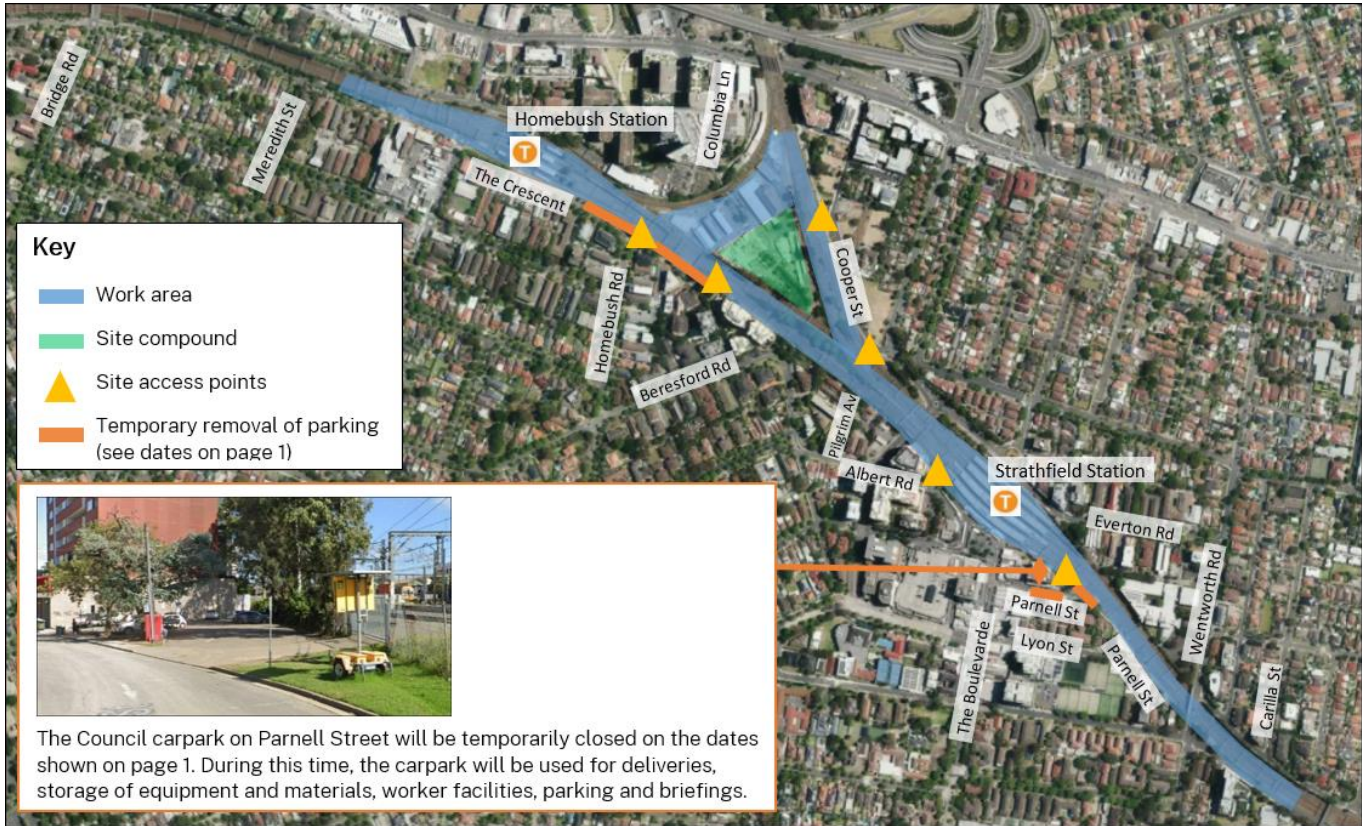 Bridge Rd
Meredith St
Homebush Station
T
Columbia Ln
The Crescent
Homebush Rd
Cooper St
Beresford Rd
Pilgrim Av
Albert Rd
Strathfield Station
T
Everton Rd
Wentworth Rd
Parnell St
Lyon St
The Boulevarde
Parnell St
Carilla St
Key
Work area
Site compound
Site access points
Temporary removal of parking
(see dates on page 1)
The Council carpark on Parnell Street will be temporarily closed on the dates
shown on page 1. During this time, the carpark will be used for deliveries,
storage of equipment and materials, worker facilities, parking and briefings.